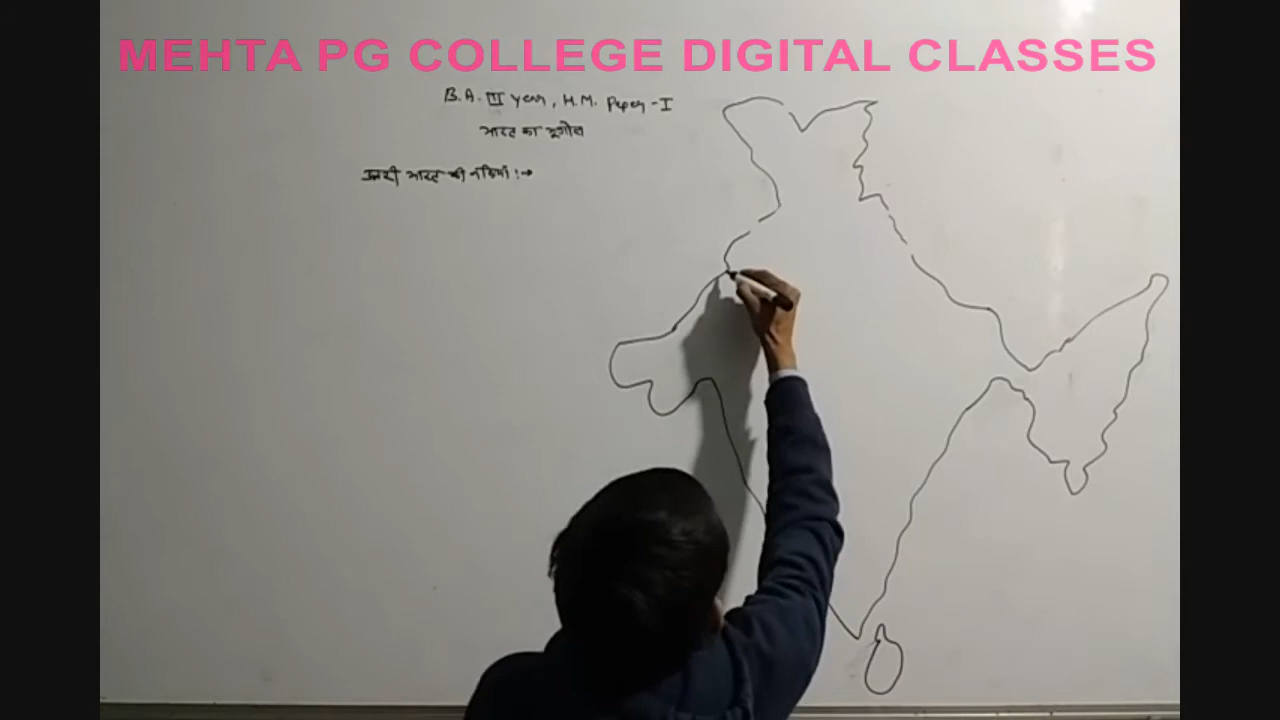 MEHTA PG COLLEGE DIGITAL CLASSES
B.A. III year, H.M. Paper-I
भारत का भूगोल
उत्तरी भारत की नदियाँ :→